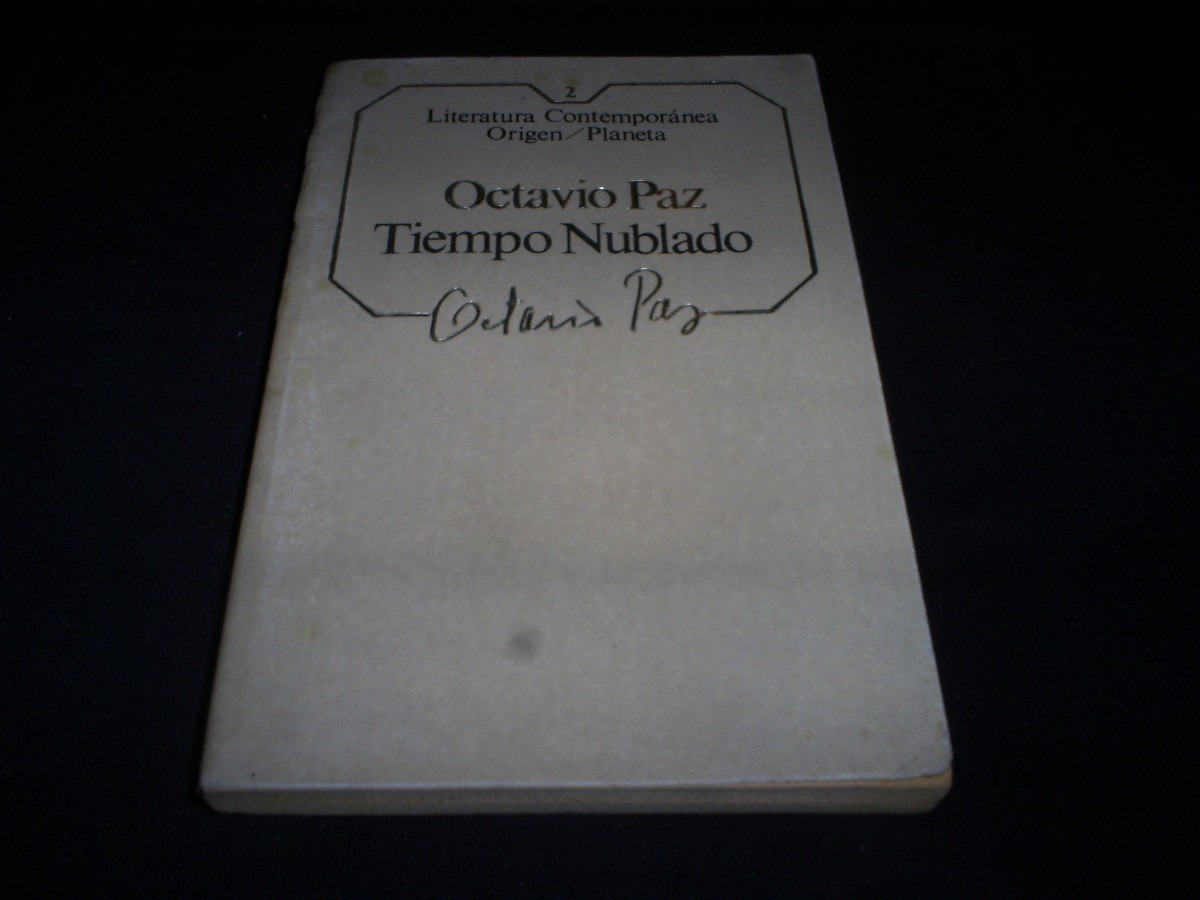 2
Literatura Contemporánea
Origen/Planeta
Octavio Paz
Tiempo Nublado
Octavio Paz